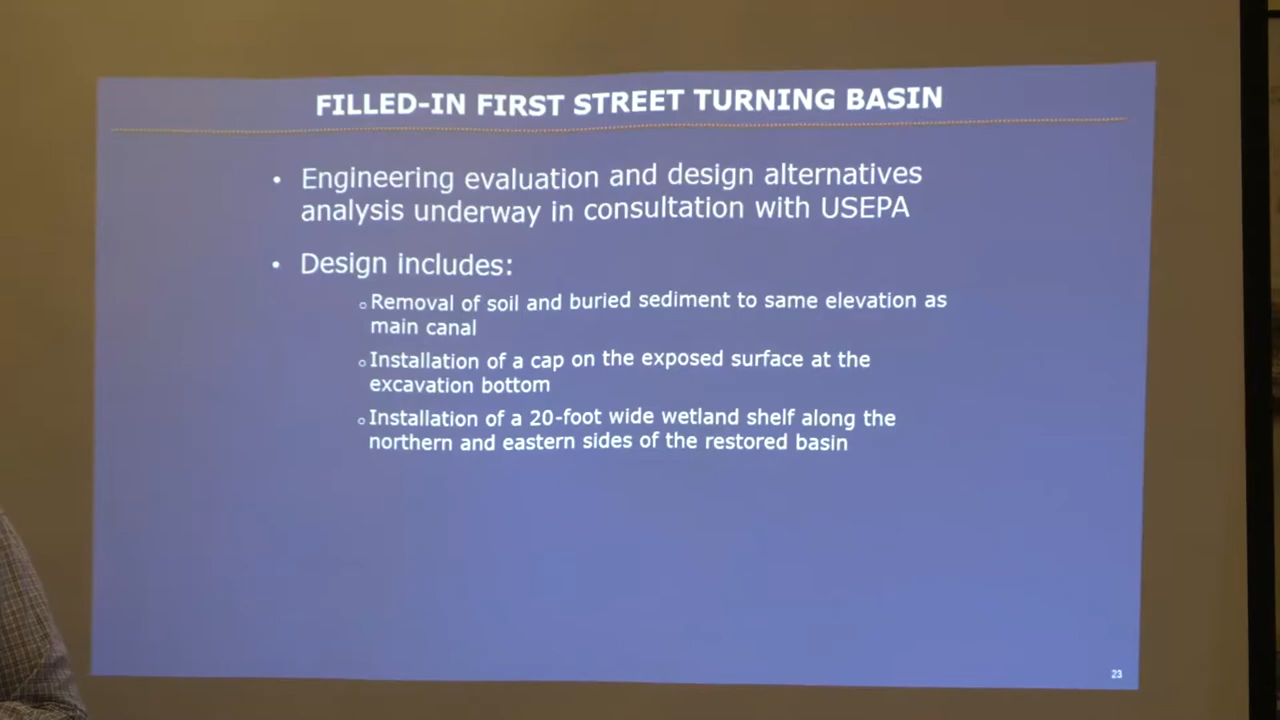 FILLED-IN FIRST STREET TURNING BASIN
• Engineering evaluation and design alternatives
analysis underway in consultation with USEPA
• Design includes:
○ Removal of soil and buried sediment to same elevation as
main canal
○ Installation of a cap on the exposed surface at the
excavation bottom
○ Installation of a 20-foot wide wetland shelf along the
northern and eastern sides of the restored basin
23